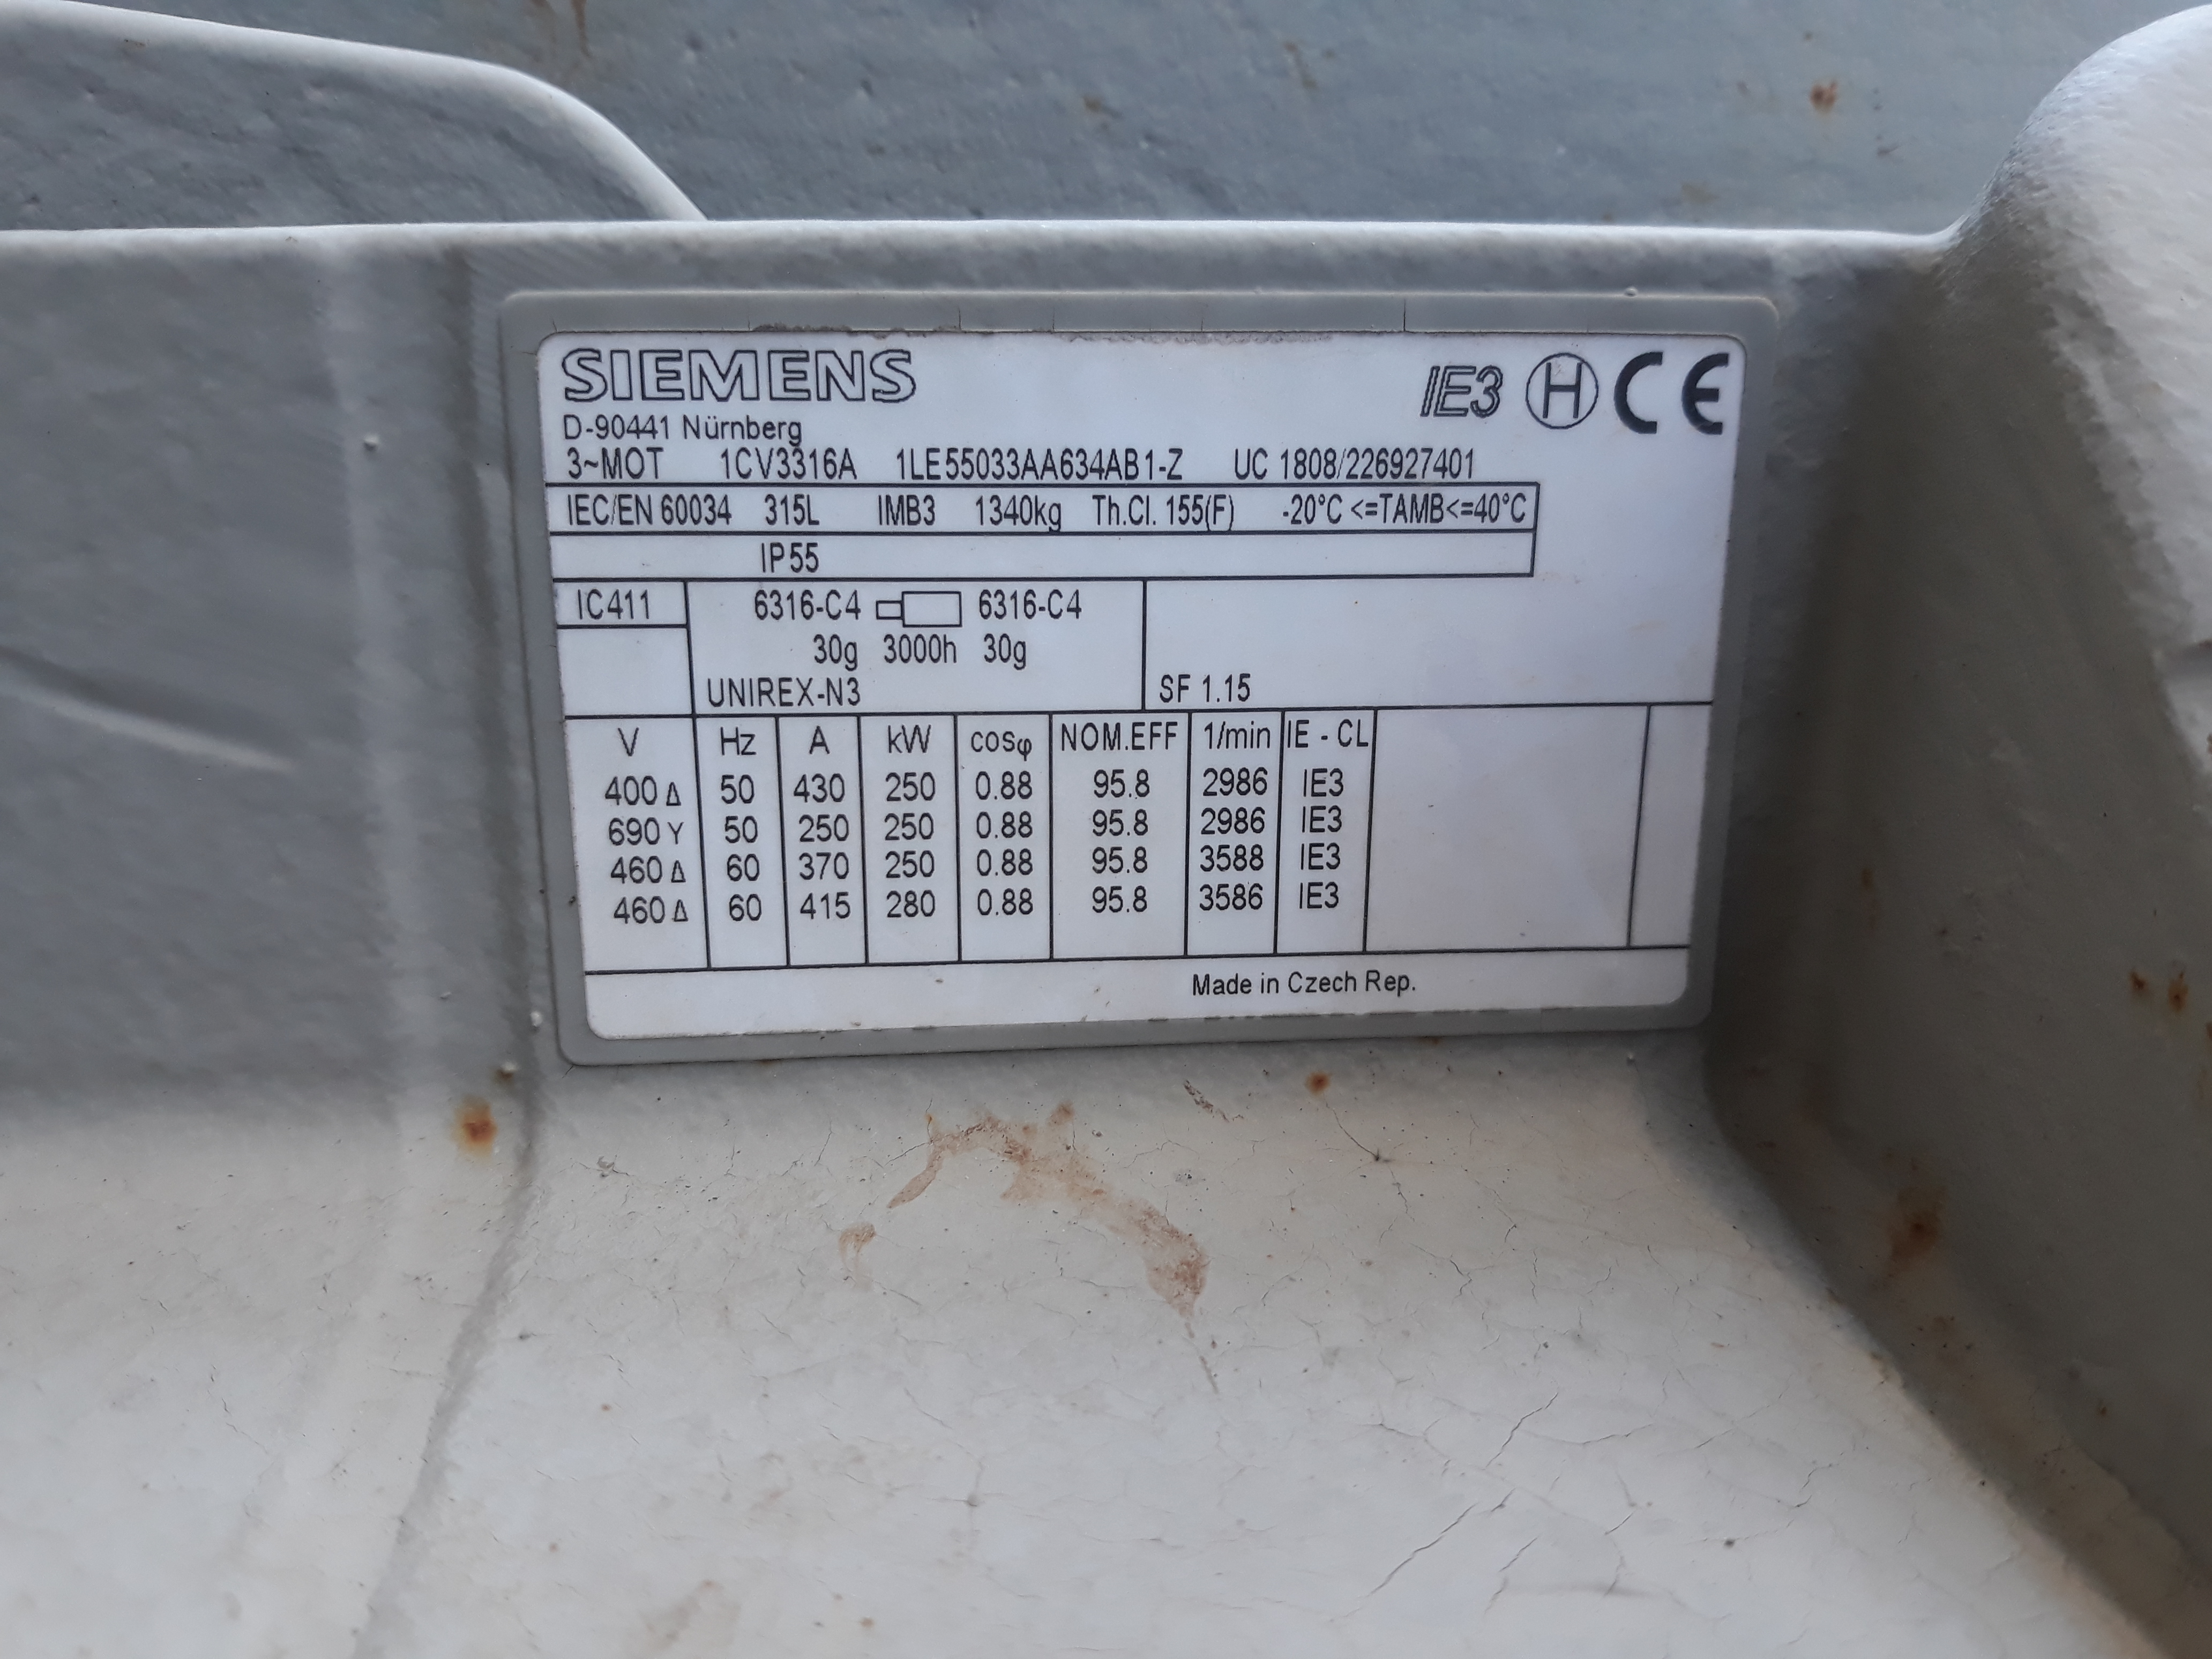 SIEMENS IE3 H CE
D-90441 Nürnberg
3~MOT 1CV3316A 1LE55033AA634AB1-Z UC 1808/226927401
IEC/EN 60034 315L IMB3 1340kg Th.Cl. 155(F) -20°C <=TAMB<=40°C
IP55
IC411 6316-C4 6316-C4
30g 3000h 30g
UNIREX-N3 SF 1.15
V Hz A kW cosφ NOM.EFF 1/min IE - CL
400 Δ 50 430 250 0.88 95.8 2986 IE3
690 Y 50 250 250 0.88 95.8 2986 IE3
460 Δ 60 370 250 0.88 95.8 3588 IE3
460 Δ 60 415 280 0.88 95.8 3586 IE3
Made in Czech Rep.